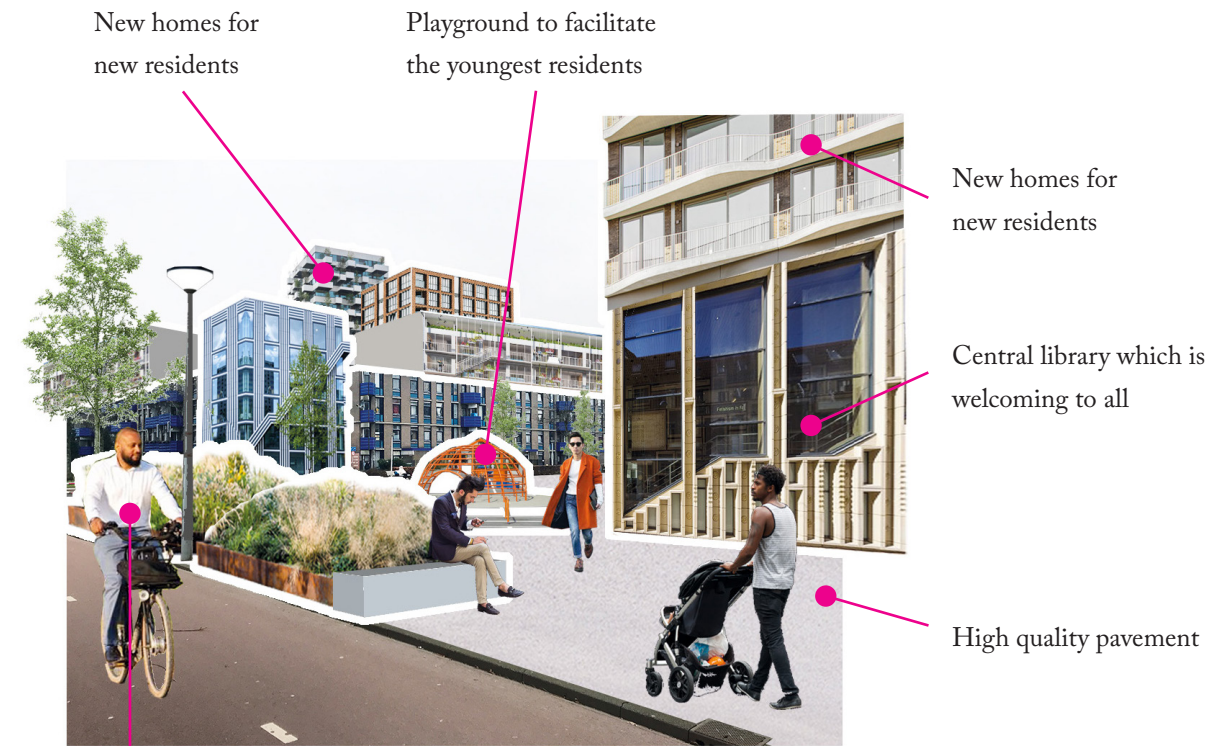 New homes for
new residents
Playground to facilitate
the youngest residents
New homes for
new residents
Central library which is
welcoming to all
High quality pavement